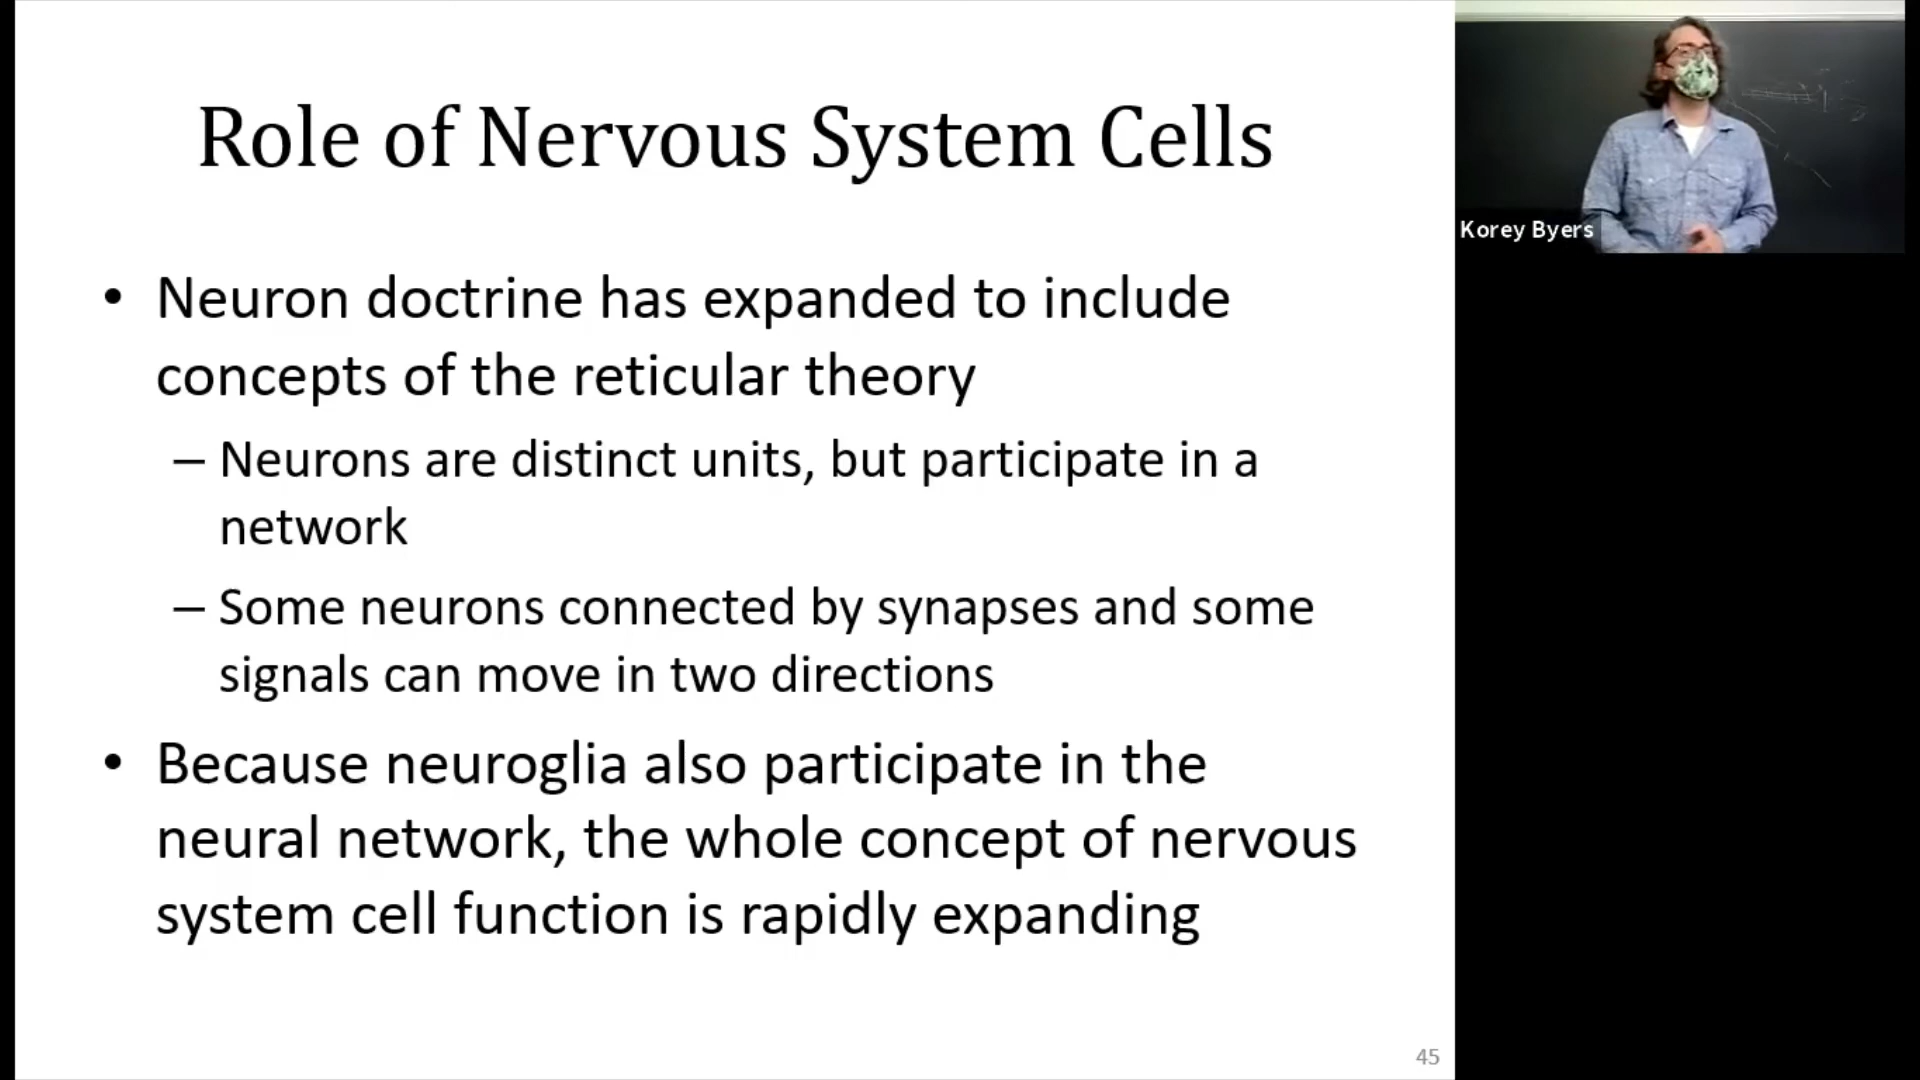 Role of Nervous System Cells
• Neuron doctrine has expanded to include
concepts of the reticular theory
– Neurons are distinct units, but participate in a
network
– Some neurons connected by synapses and some
signals can move in two directions
• Because neuroglia also participate in the
neural network, the whole concept of nervous
system cell function is rapidly expanding
45
Korey Byers